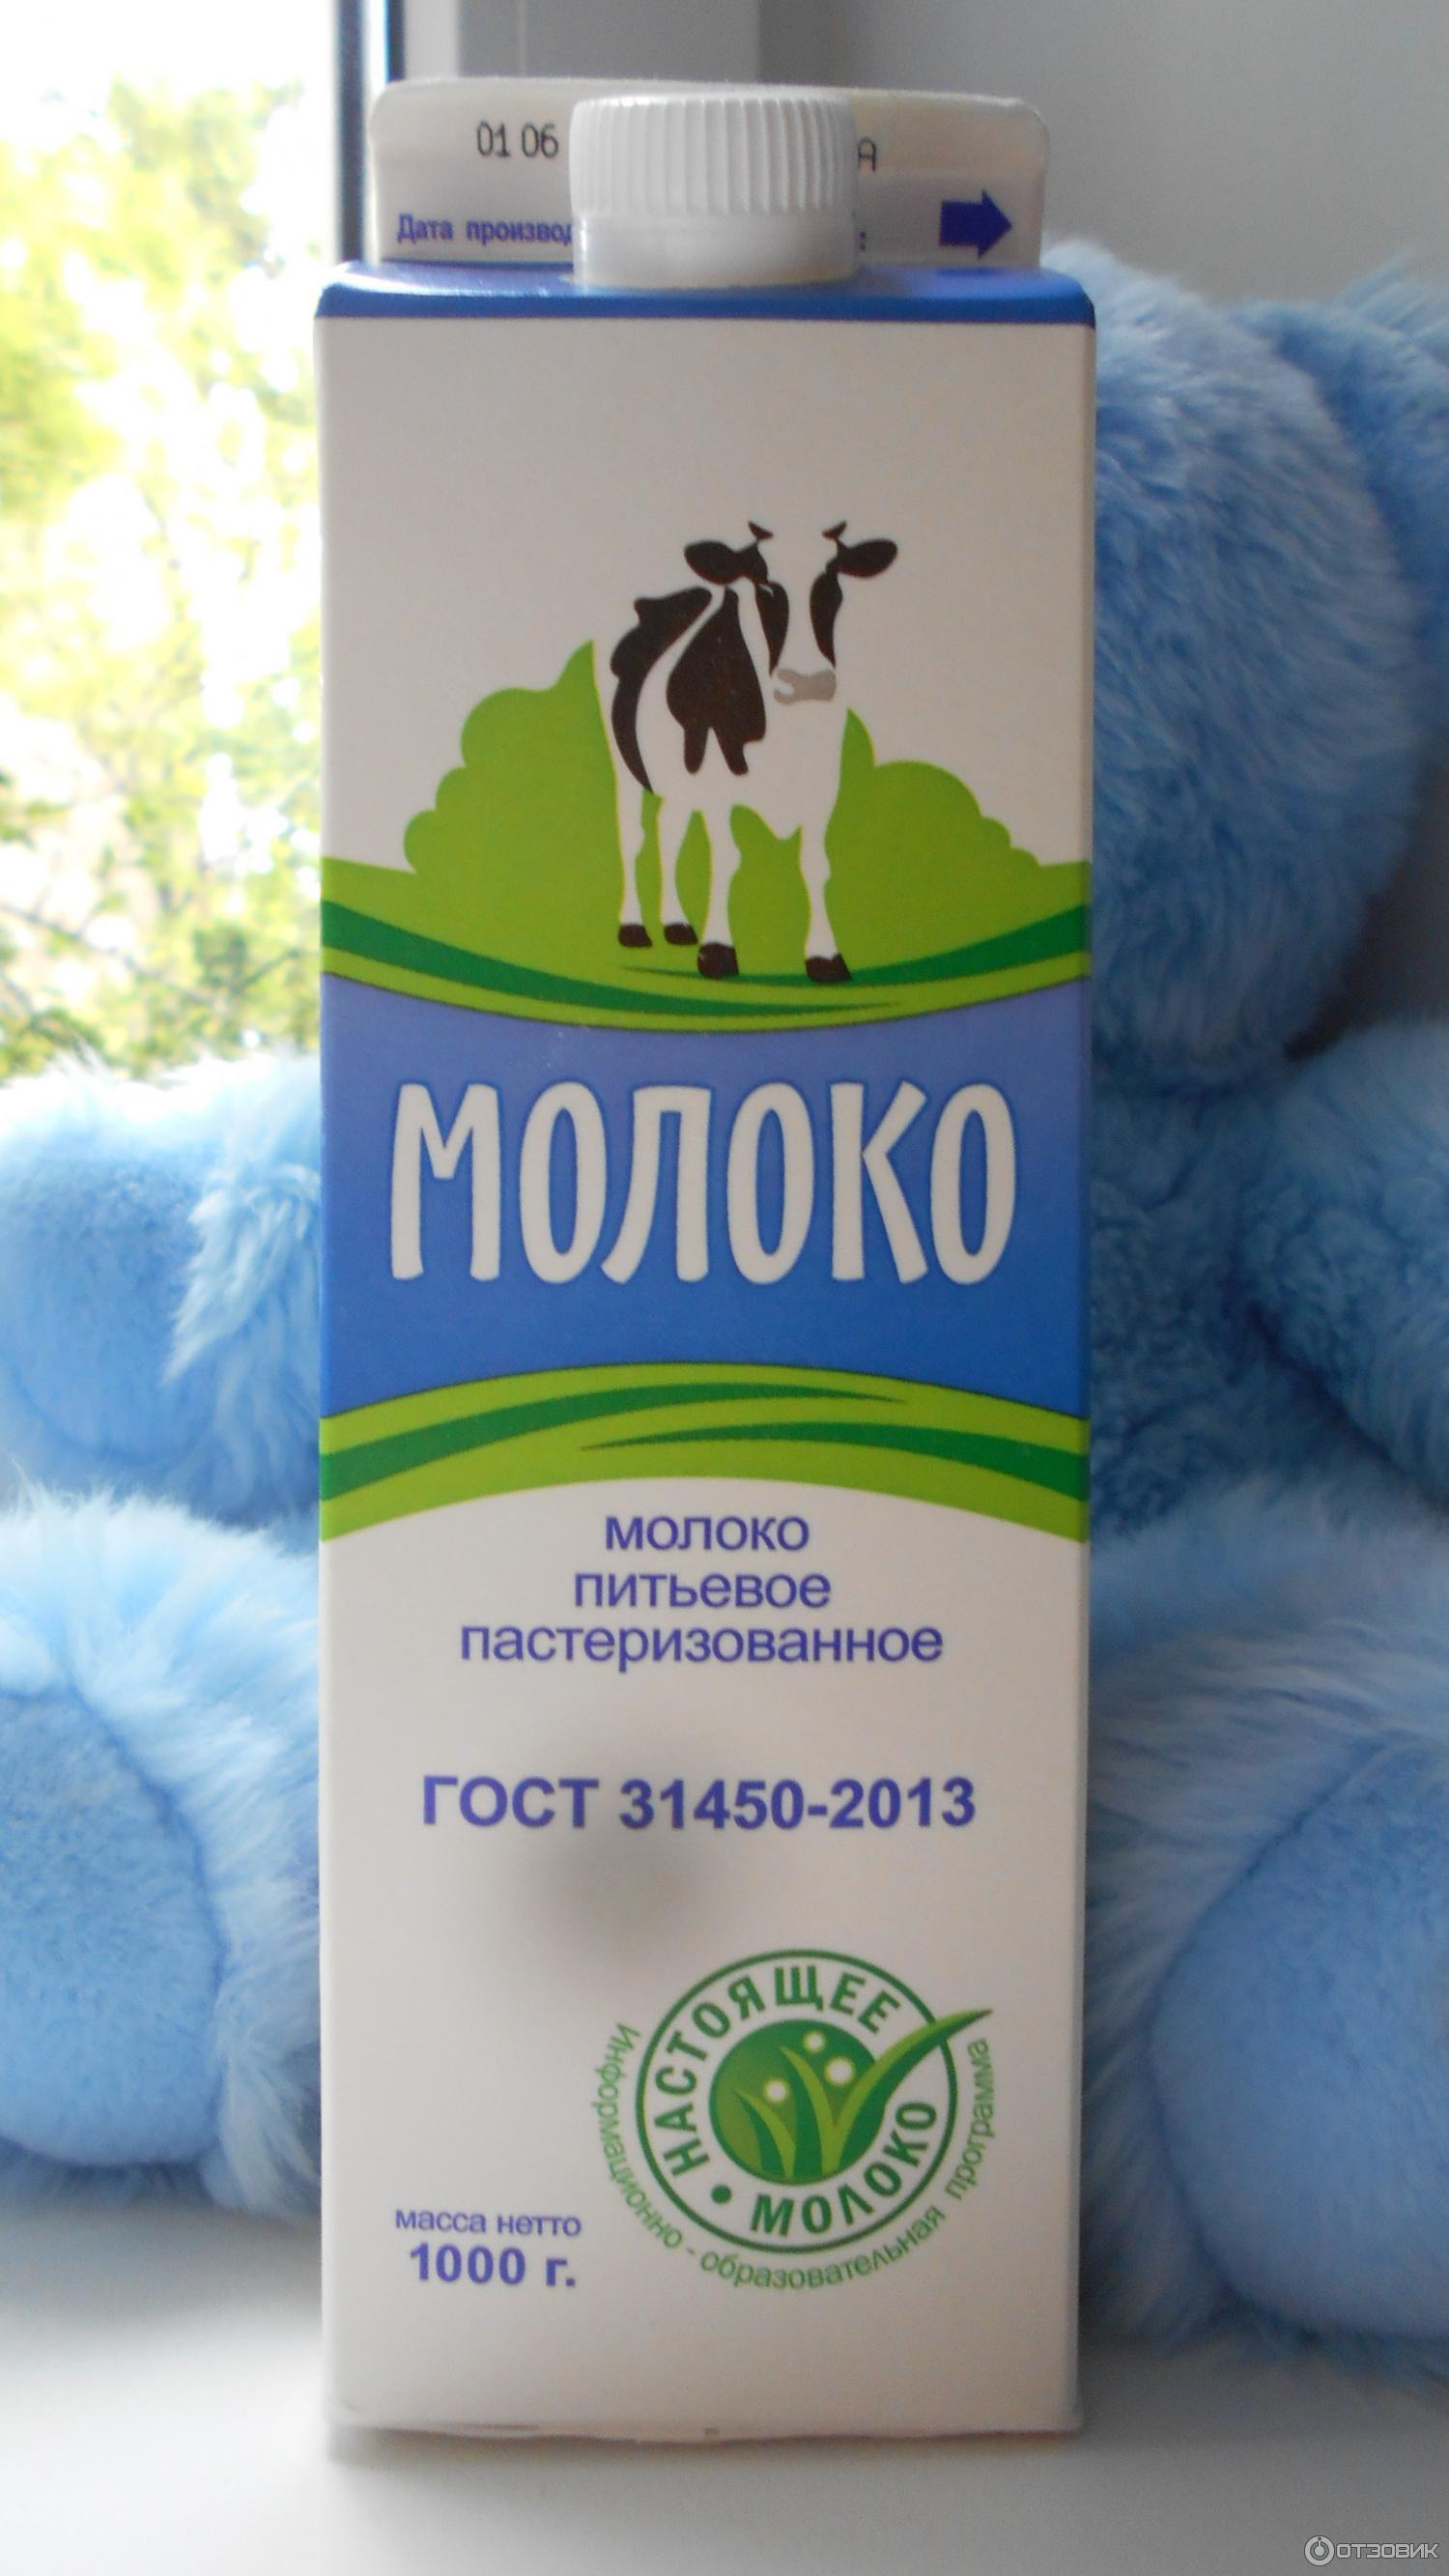 01 06
Дата производ
МОЛОКО
молоко
питьевое
пастеризованное
ГОСТ 31450-2013
НАСТОЯЩЕЕ
МОЛОКО
Информационно - образовательная программа
масса нетто
1000 г.
ОТЗОВИК